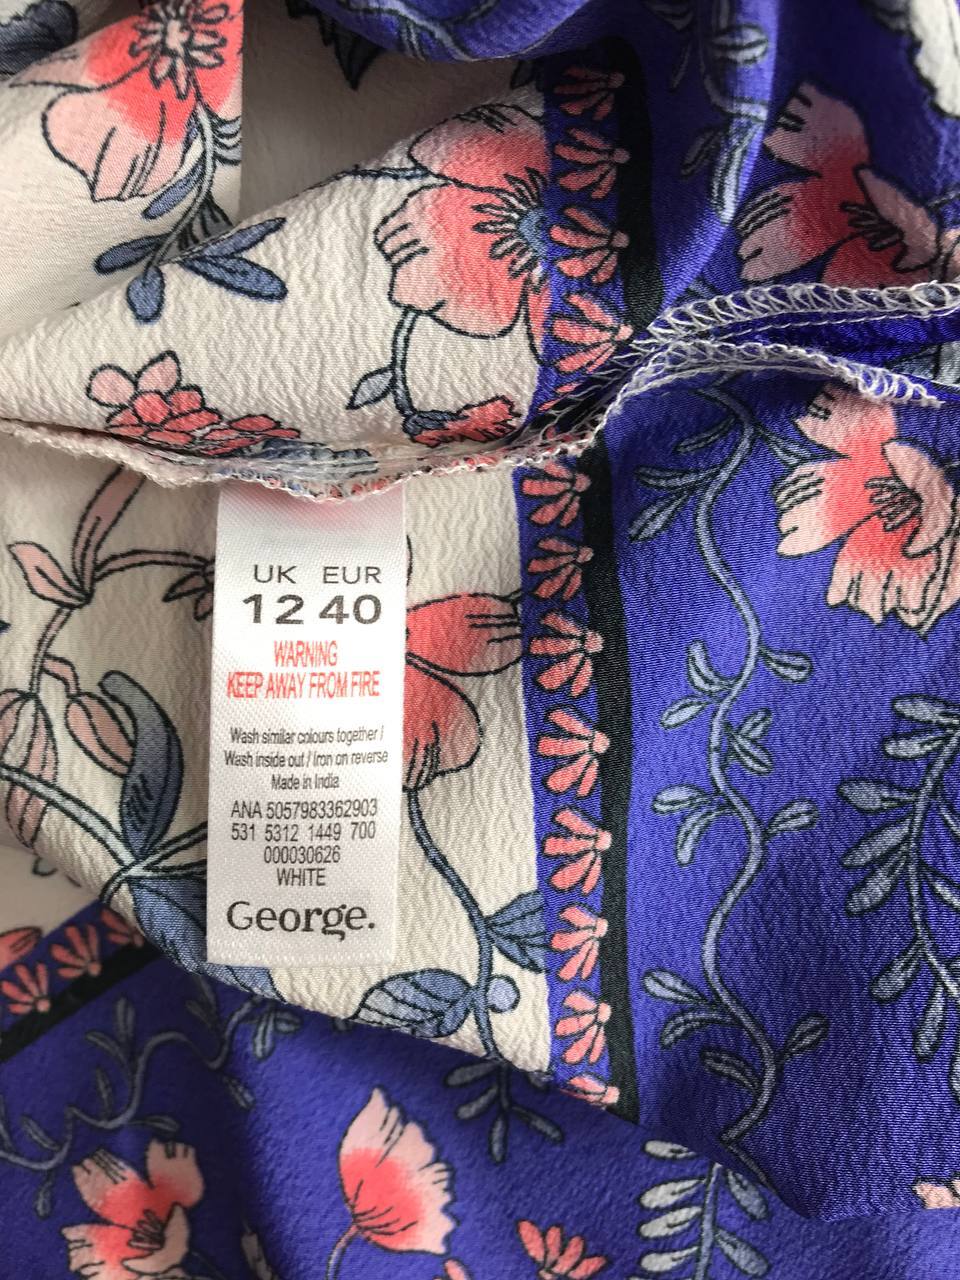 UK EUR
12 40
WARNING
KEEP AWAY FROM FIRE
Wash similar colours together /
Wash inside out / Iron on reverse
Made in India
ANA 5057983362903
531 5312 1449 700
000030626
WHITE
George.